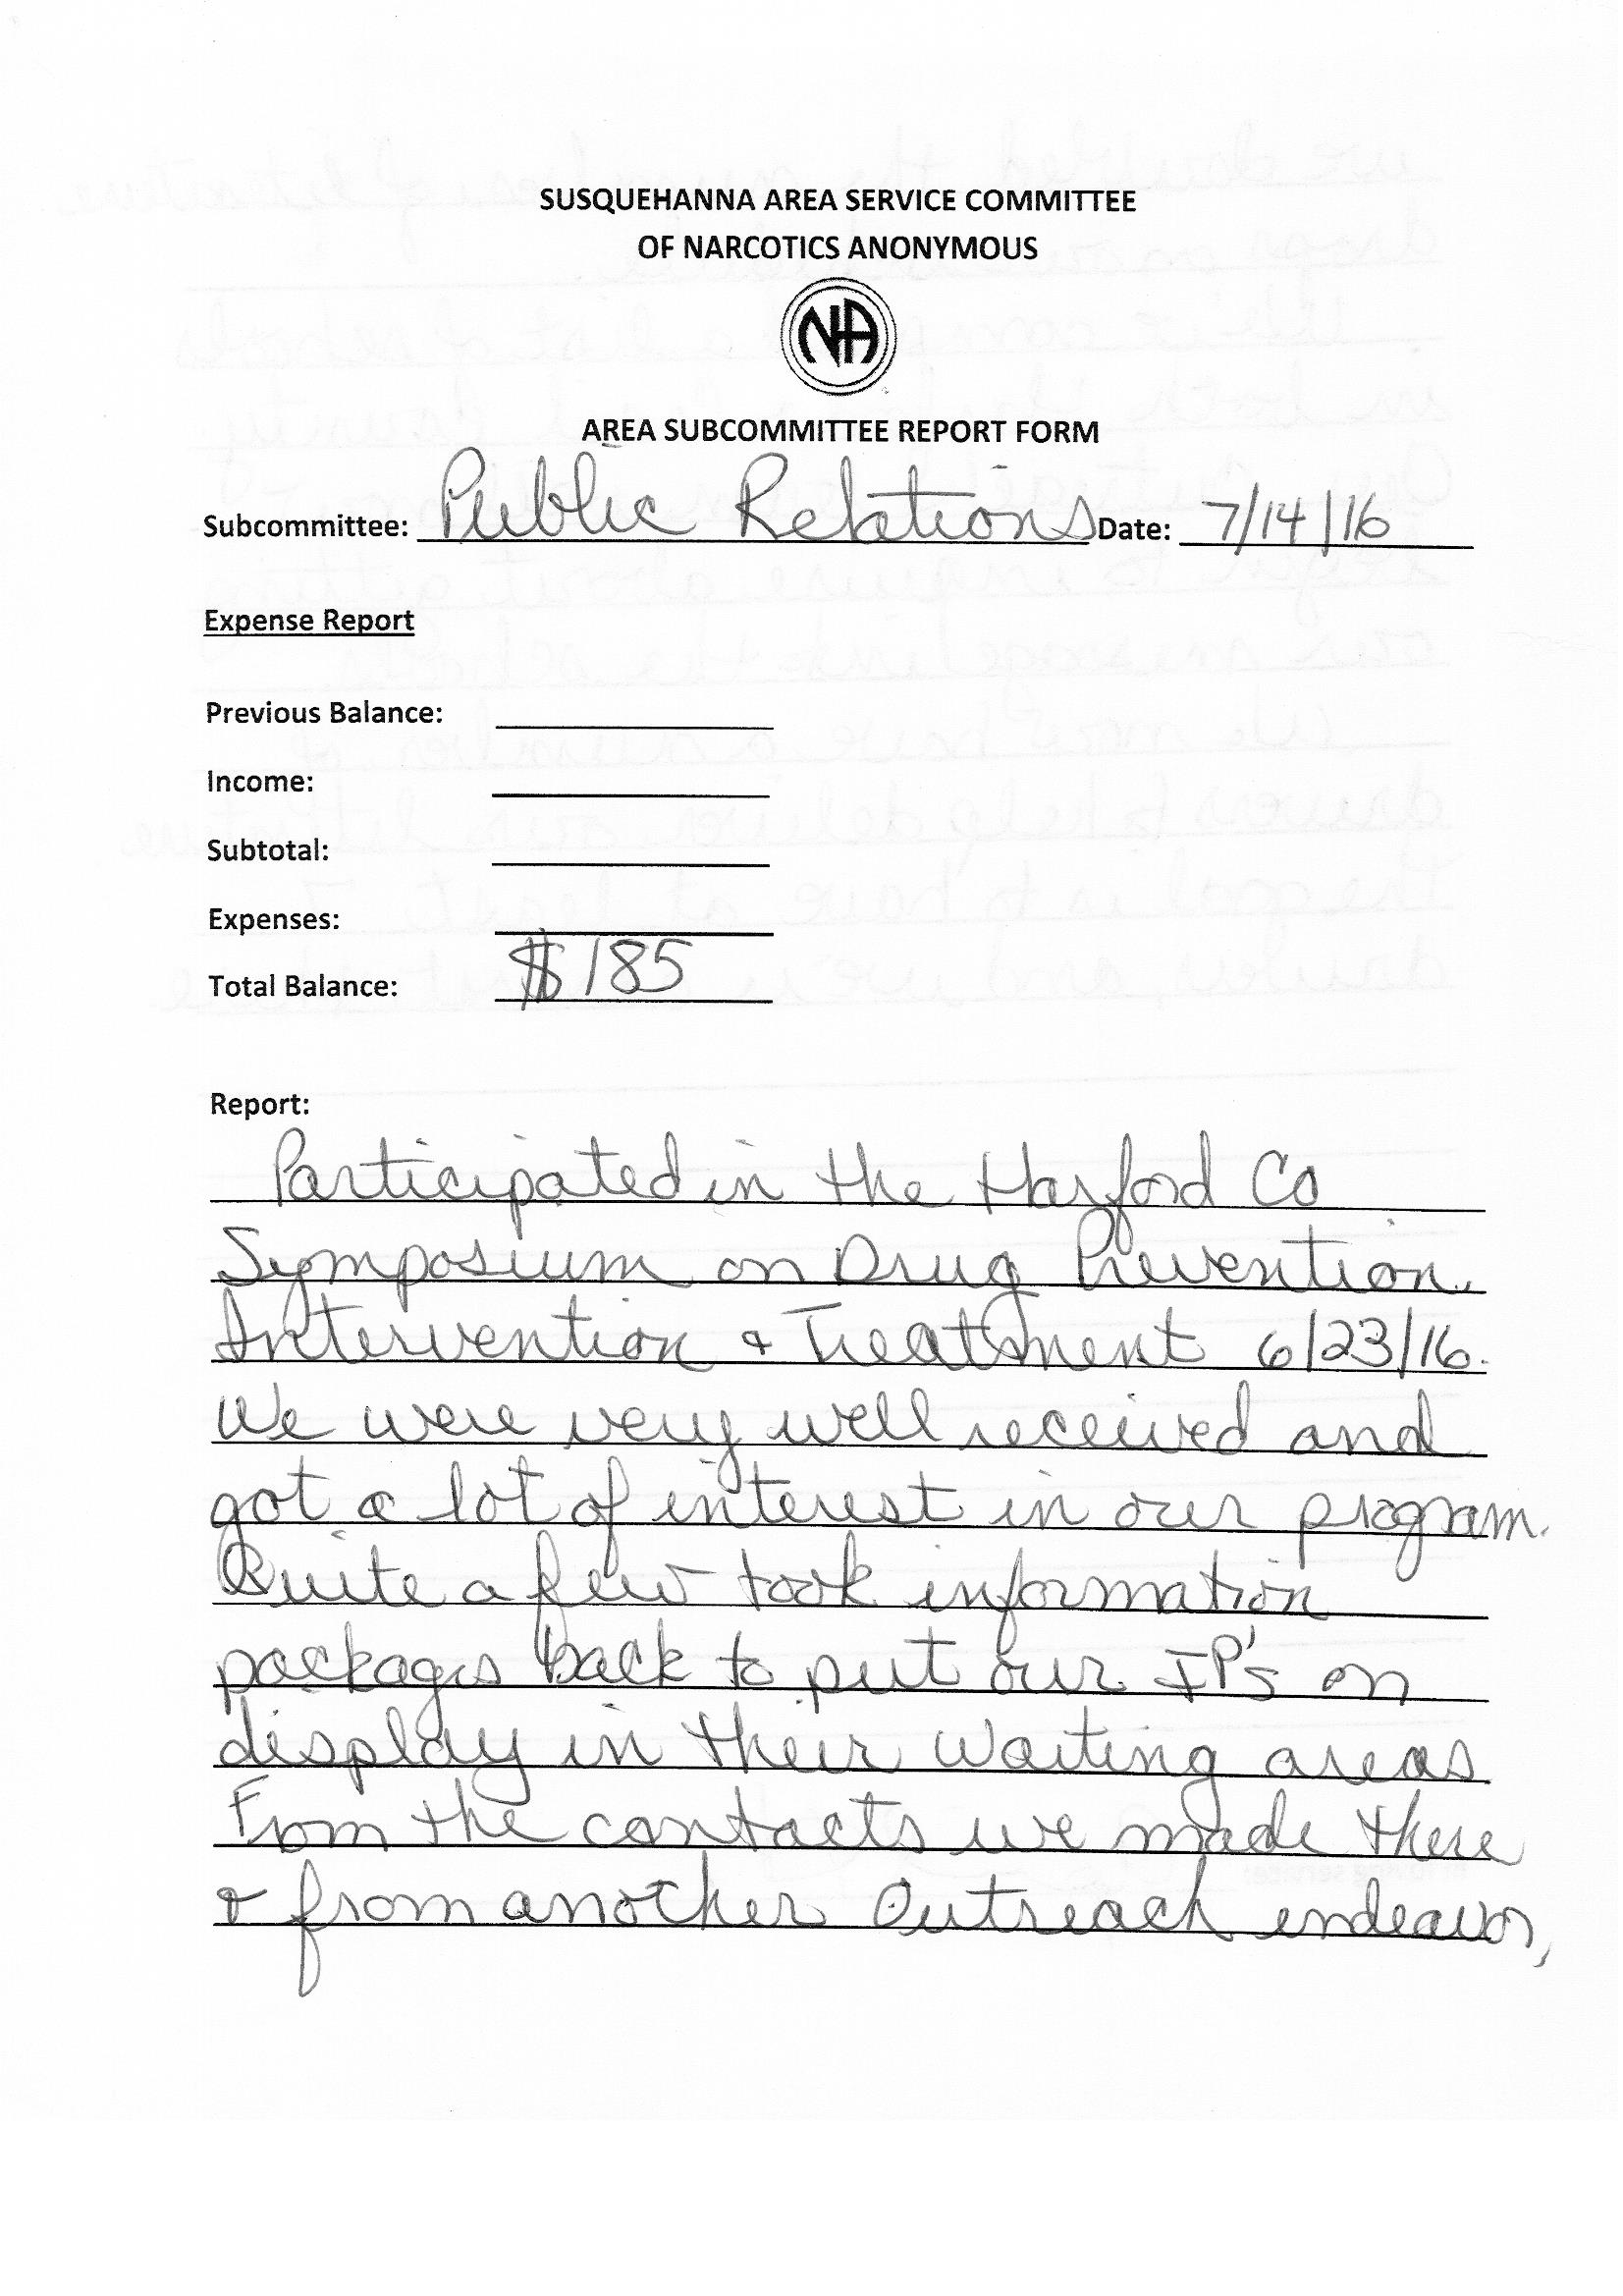 SUSQUEHANNA AREA SERVICE COMMITTEE
OF NARCOTICS ANONYMOUS
NA
AREA SUBCOMMITTEE REPORT FORM
Subcommittee: Public Relations Date: 7/14/16
Expense Report
Previous Balance:
Income:
Subtotal:
Expenses:
Total Balance: $185
Report:
Participated in the Harford Co
Symposium on Drug Prevention,
Intervention & Treatment 6/23/16.
We were very well received and
got a lot of interest in our program.
Quite a few took information
packages back to put our IP's on
display in their waiting areas
From the contacts we made there
& from another Outreach endeavor,